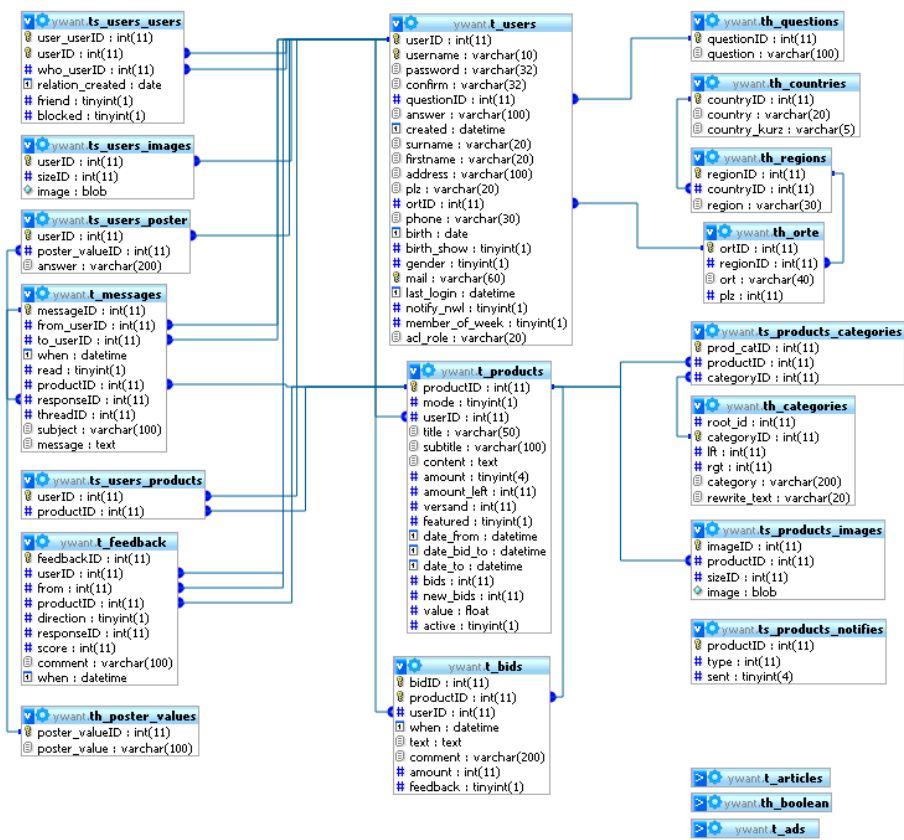 ywant.ts_users_users
user_userID : int(11)
userID : int(11)
who_userID : int(11)
relation_created : date
friend : tinyint(1)
blocked : tinyint(1)
ywant.ts_users_images
userID : int(11)
sizeID : int(11)
image : blob
ywant.ts_users_poster
userID : int(11)
poster_valueID : int(11)
answer : varchar(200)
ywant.t_messages
messageID : int(11)
from_userID : int(11)
to_userID : int(11)
when : datetime
read : tinyint(1)
productID : int(11)
responseID : int(11)
threadID : int(11)
subject : varchar(100)
message : text
ywant.ts_users_products
userID : int(11)
productID : int(11)
ywant.t_feedback
feedbackID : int(11)
userID : int(11)
from : int(11)
productID : int(11)
direction : tinyint(1)
responseID : int(11)
score : int(11)
comment : varchar(100)
when : datetime
ywant.th_poster_values
poster_valueID : int(11)
poster_value : varchar(100)
ywant.t_users
userID : int(11)
username : varchar(10)
password : varchar(32)
confirm : varchar(32)
questionID : int(11)
answer : varchar(100)
created : datetime
surname : varchar(20)
firstname : varchar(20)
address : varchar(100)
plz : varchar(20)
ortID : int(11)
phone : varchar(30)
birth : date
birth_show : tinyint(1)
gender : tinyint(1)
mail : varchar(60)
last_login : datetime
notify_nwl : tinyint(1)
member_of_week : tinyint(1)
acl_role : varchar(20)
ywant.t_products
productID : int(11)
mode : tinyint(1)
userID : int(11)
title : varchar(50)
subtitle : varchar(100)
content : text
amount : tinyint(4)
amount_left : int(11)
versand : int(11)
featured : tinyint(1)
date_from : datetime
date_bid_to : datetime
date_to : datetime
bids : int(11)
new_bids : int(11)
value : float
active : tinyint(1)
ywant.t_bids
bidID : int(11)
productID : int(11)
userID : int(11)
when : datetime
text : text
comment : varchar(200)
amount : int(11)
feedback : tinyint(1)
ywant.th_questions
questionID : int(11)
question : varchar(100)
ywant.th_countries
countryID : int(11)
country : varchar(20)
country_kurz : varchar(5)
ywant.th_regions
regionID : int(11)
countryID : int(11)
region : varchar(30)
ywant.th_orte
ortID : int(11)
regionID : int(11)
ort : varchar(40)
plz : int(11)
ywant.ts_products_categories
prod_catID : int(11)
productID : int(11)
categoryID : int(11)
ywant.th_categories
root_id : int(11)
categoryID : int(11)
lft : int(11)
rgt : int(11)
category : varchar(200)
rewrite_text : varchar(20)
ywant.ts_products_images
imageID : int(11)
productID : int(11)
sizeID : int(11)
image : blob
ywant.ts_products_notifies
productID : int(11)
type : int(11)
sent : tinyint(4)
ywant.t_articles
ywant.th_boolean
ywant.t_ads